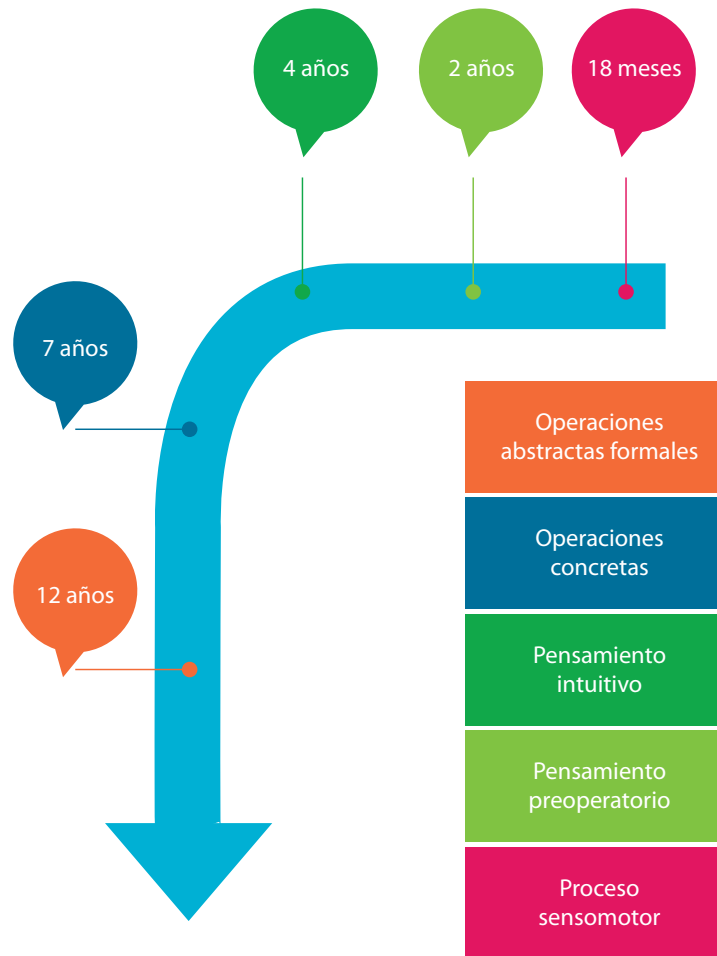 4 años
2 años
18 meses
7 años
12 años
Operaciones
abstractas formales
Operaciones
concretas
Pensamiento
intuitivo
Pensamiento
preoperatorio
Proceso
sensomotor